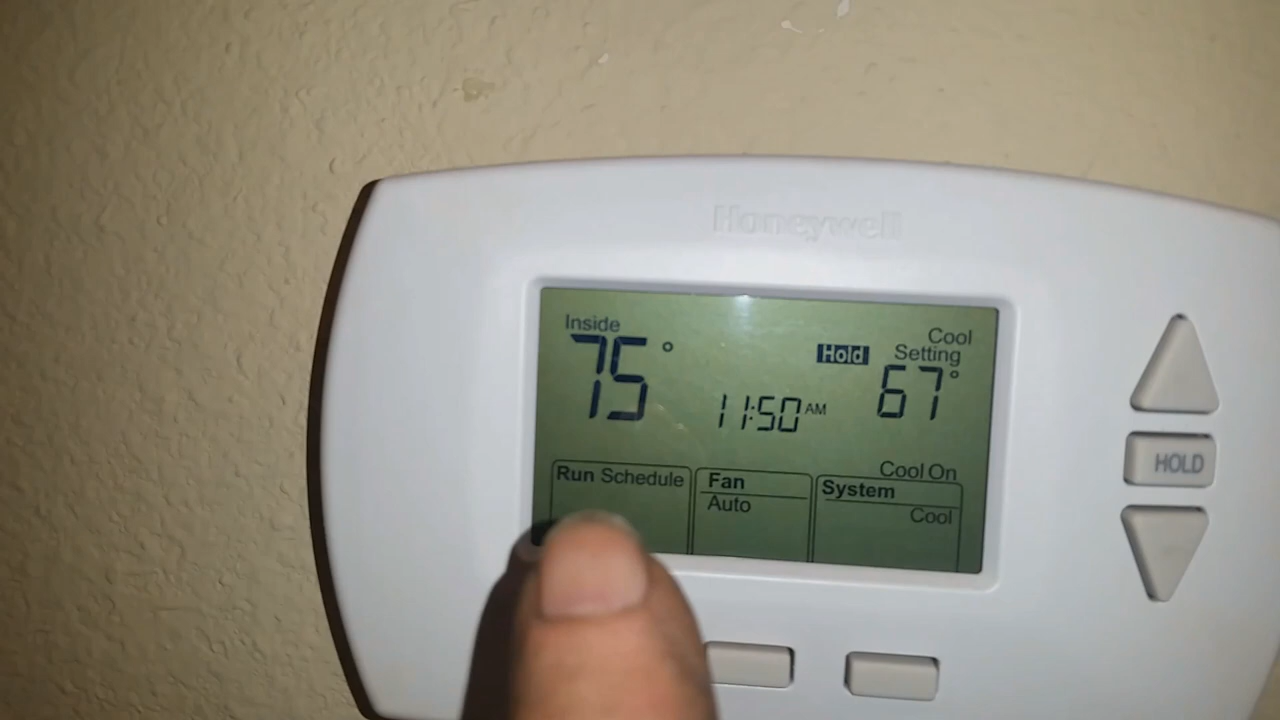 Honeywell
Inside
75°
Hold
Cool
Setting
67°
11:50 AM
Cool On
Run Schedule
Fan
Auto
System
Cool
HOLD